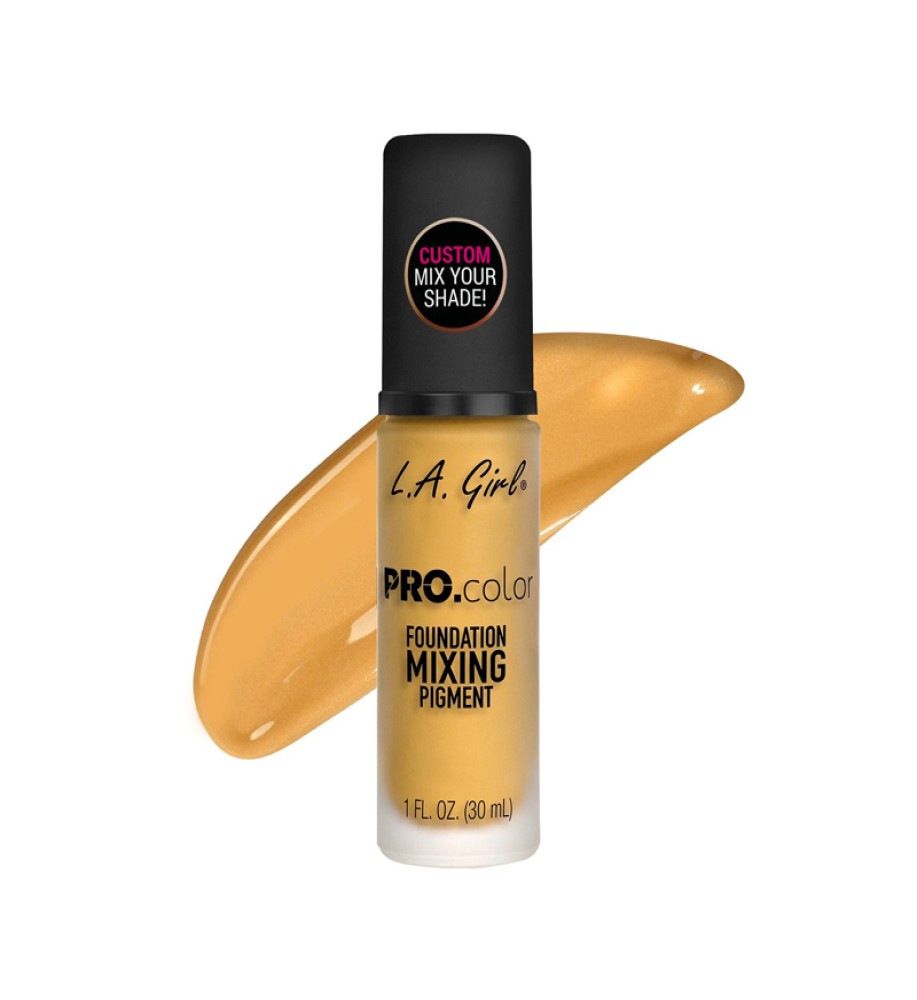 CUSTOM
MIX YOUR
SHADE!
L.A. Girl®
PRO.color
FOUNDATION
MIXING
PIGMENT
1 FL. OZ. (30 mL)